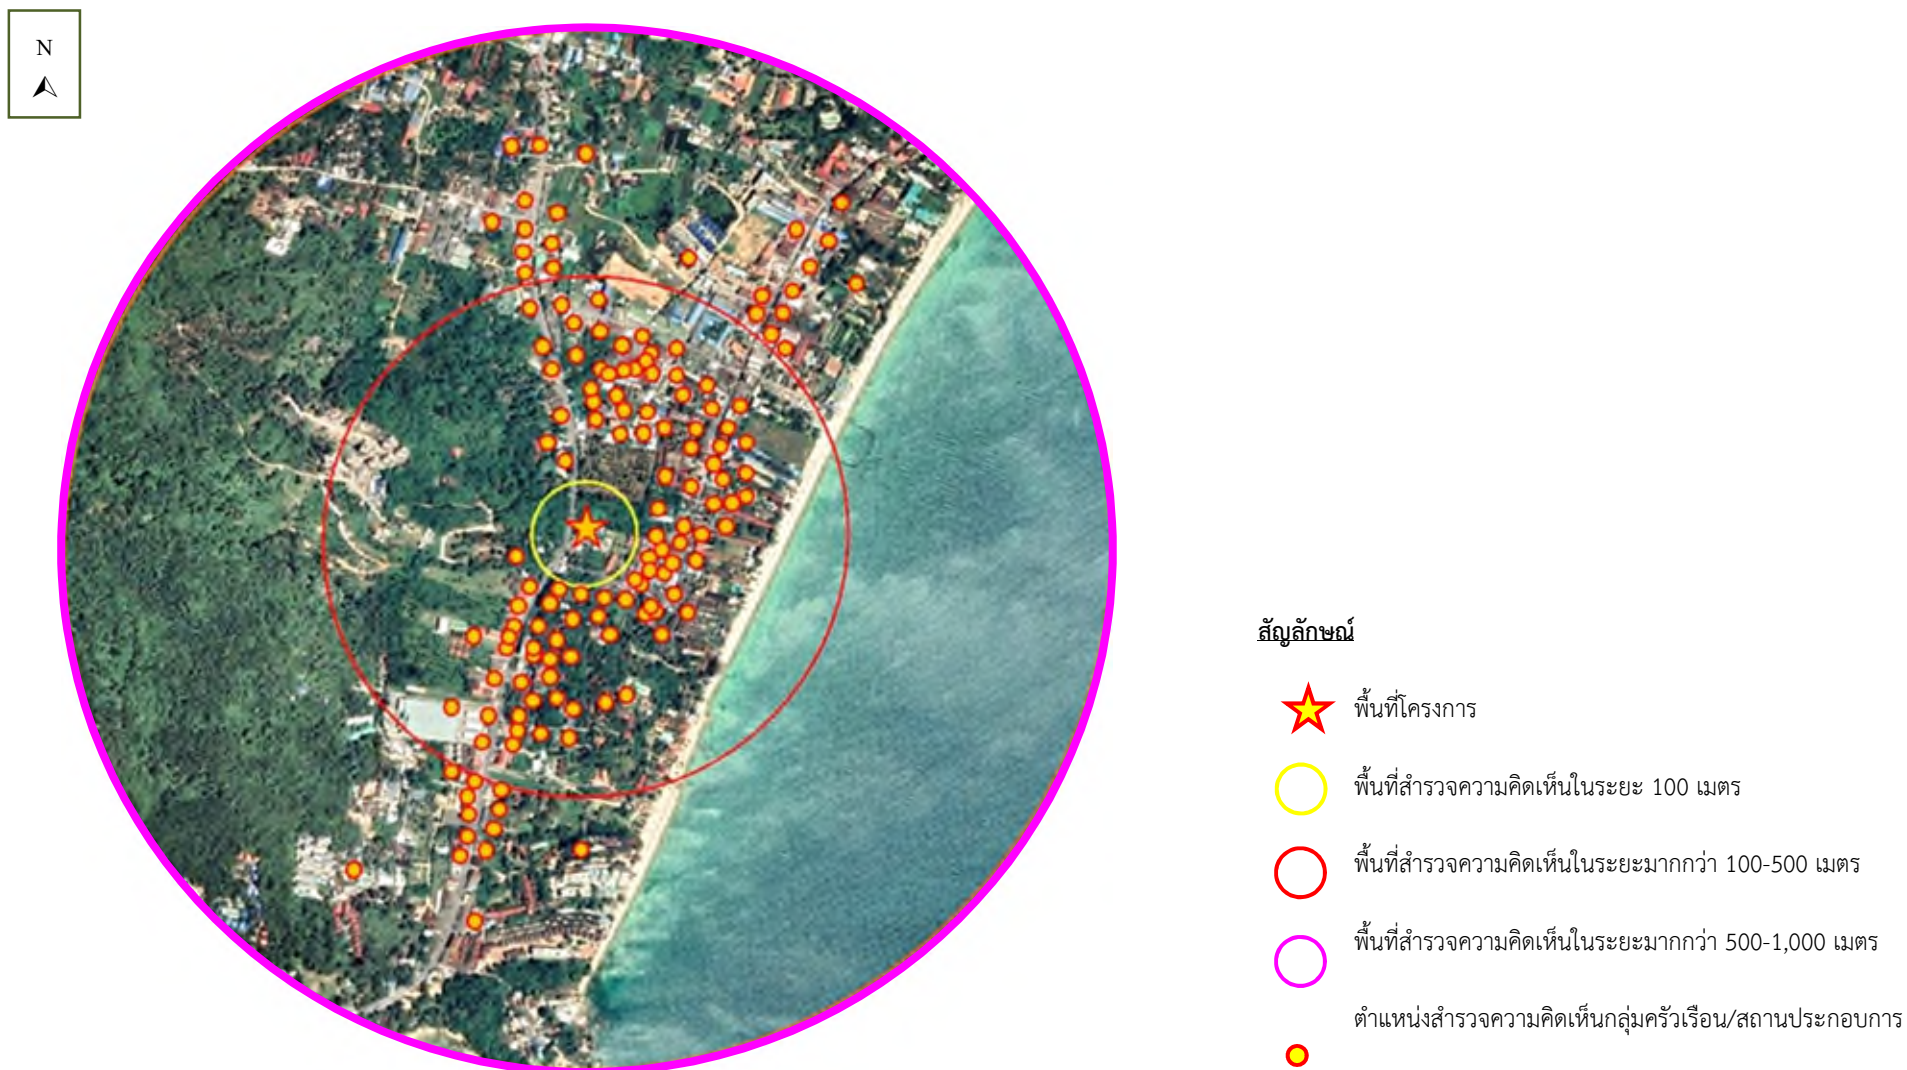 N
สัญลักษณ์
พื้นที่โครงการ
พื้นที่สำรวจความคิดเห็นในระยะ 100 เมตร
พื้นที่สำรวจความคิดเห็นในระยะมากกว่า 100-500 เมตร
พื้นที่สำรวจความคิดเห็นในระยะมากกว่า 500-1,000 เมตร
ตำแหน่งสำรวจความคิดเห็นกลุ่มครัวเรือน/สถานประกอบการ